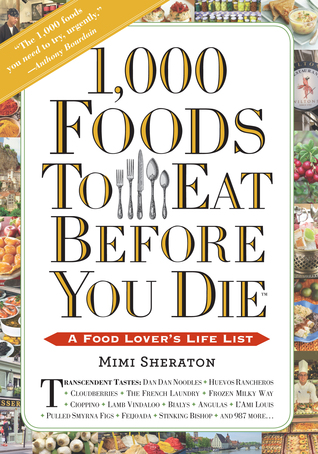 “The 1,000 foods
you need to try, urgently.”
—Anthony Bourdain
1,000
FOODS
TO EAT
BEFORE
YOU DIE™
A FOOD LOVER’S LIFE LIST
MIMI SHERATON
TRANSCENDENT TASTES: DAN DAN NOODLES ✦ HUEVOS RANCHEROS
✦ CLOUDBERRIES ✦ THE FRENCH LAUNDRY ✦ FROZEN MILKY WAY
✦ CIOPPINO ✦ LAMB VINDALOO ✦ BIALYS ✦ ANGULAS ✦ L’AMI LOUIS
✦ PULLED SMYRNA FIGS ✦ FEIJOADA ✦ STINKING BISHOP ✦ AND 987 MORE…